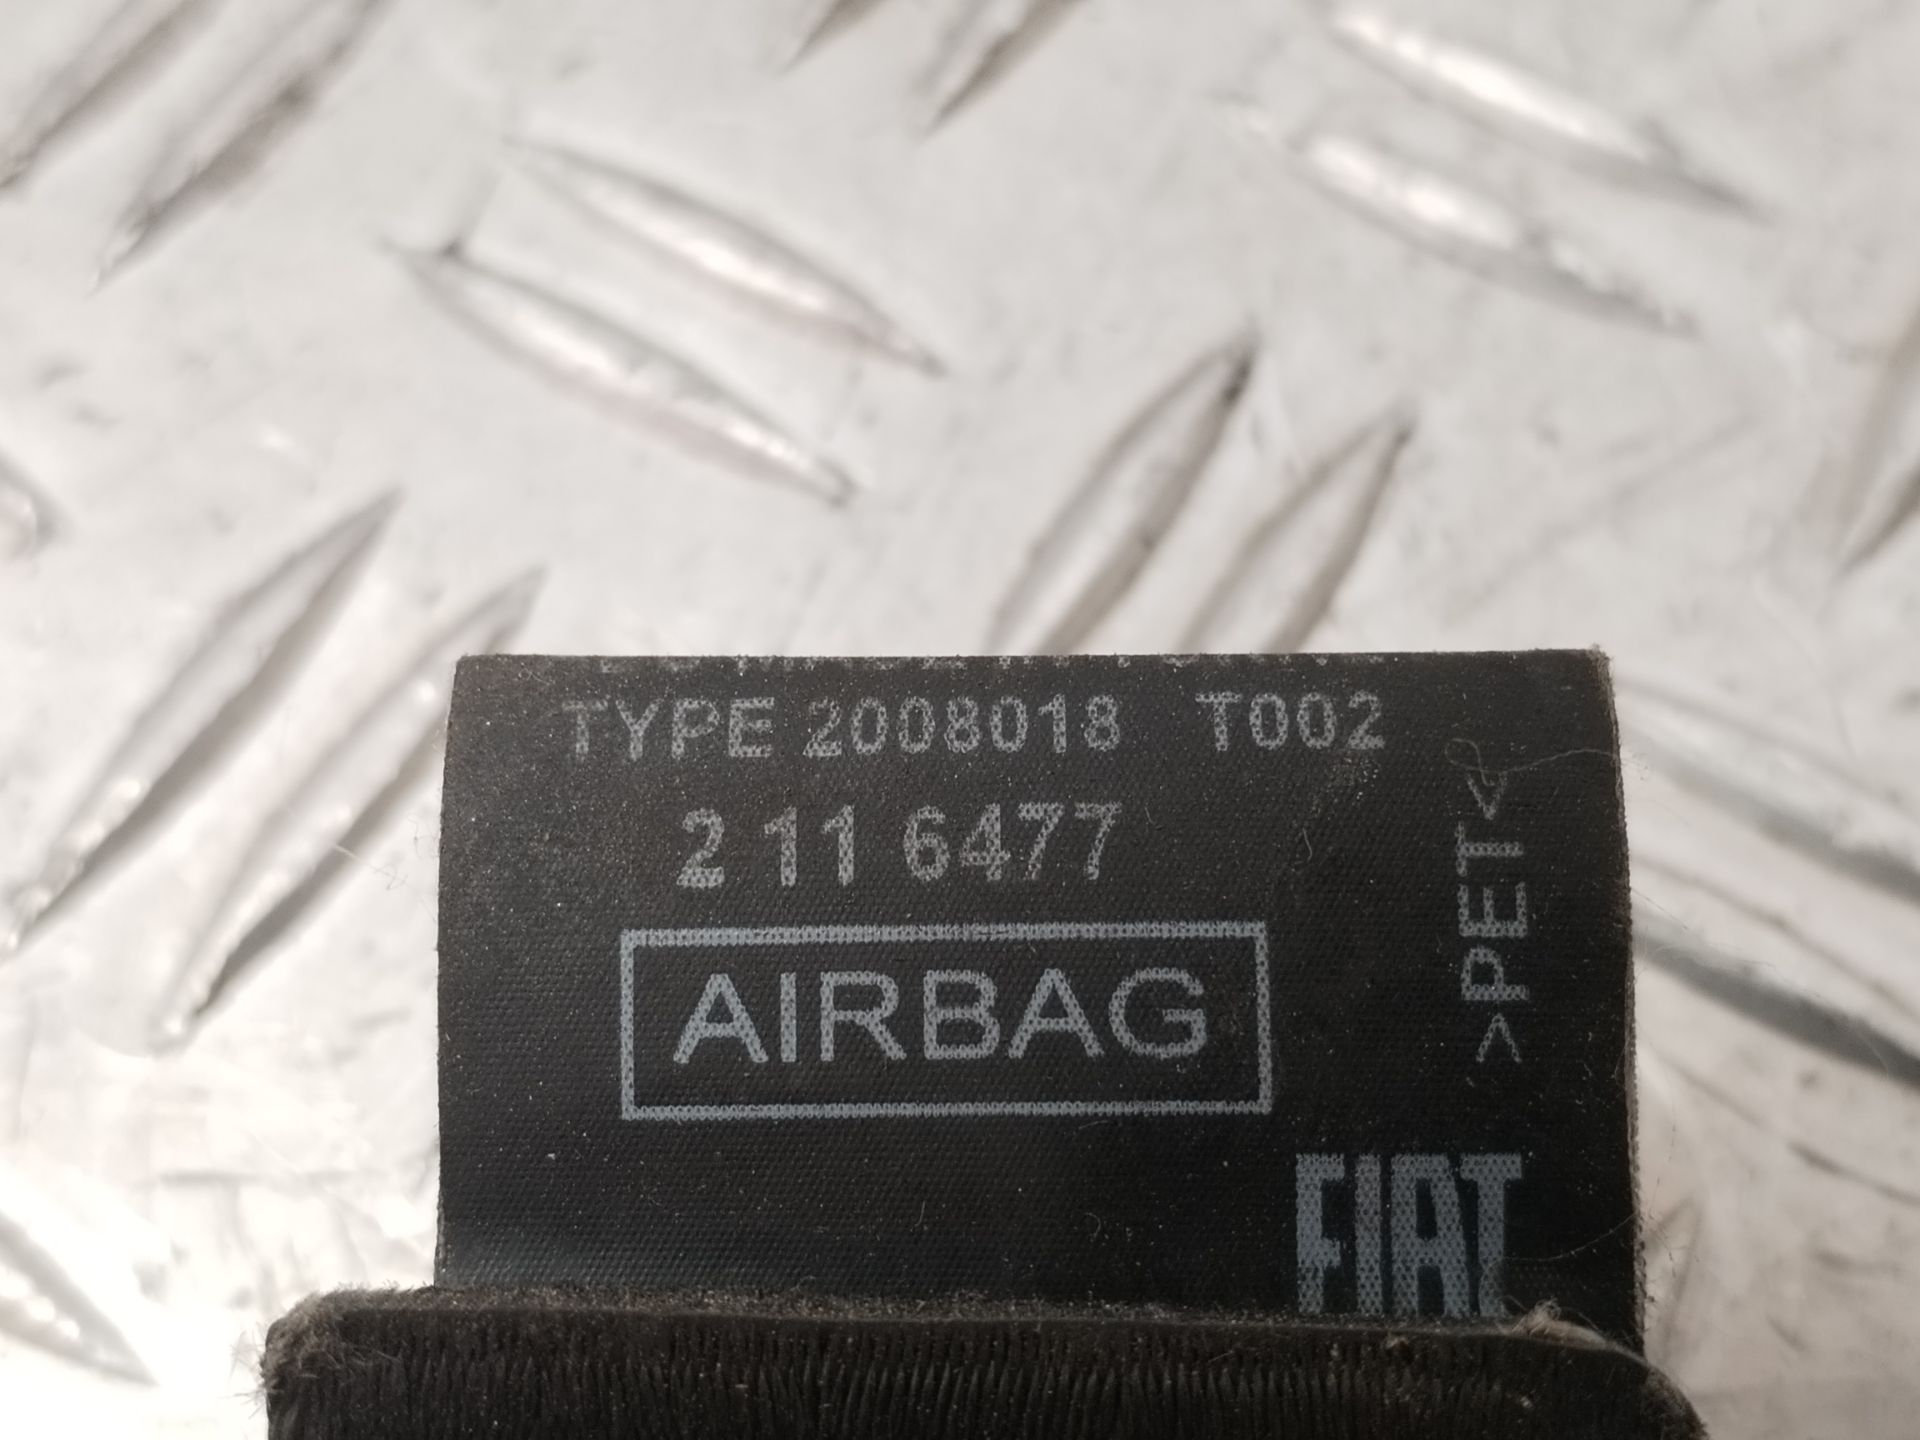 TYPE 2008018 T002
2 11 6477
AIRBAG
>PET<
FIAT